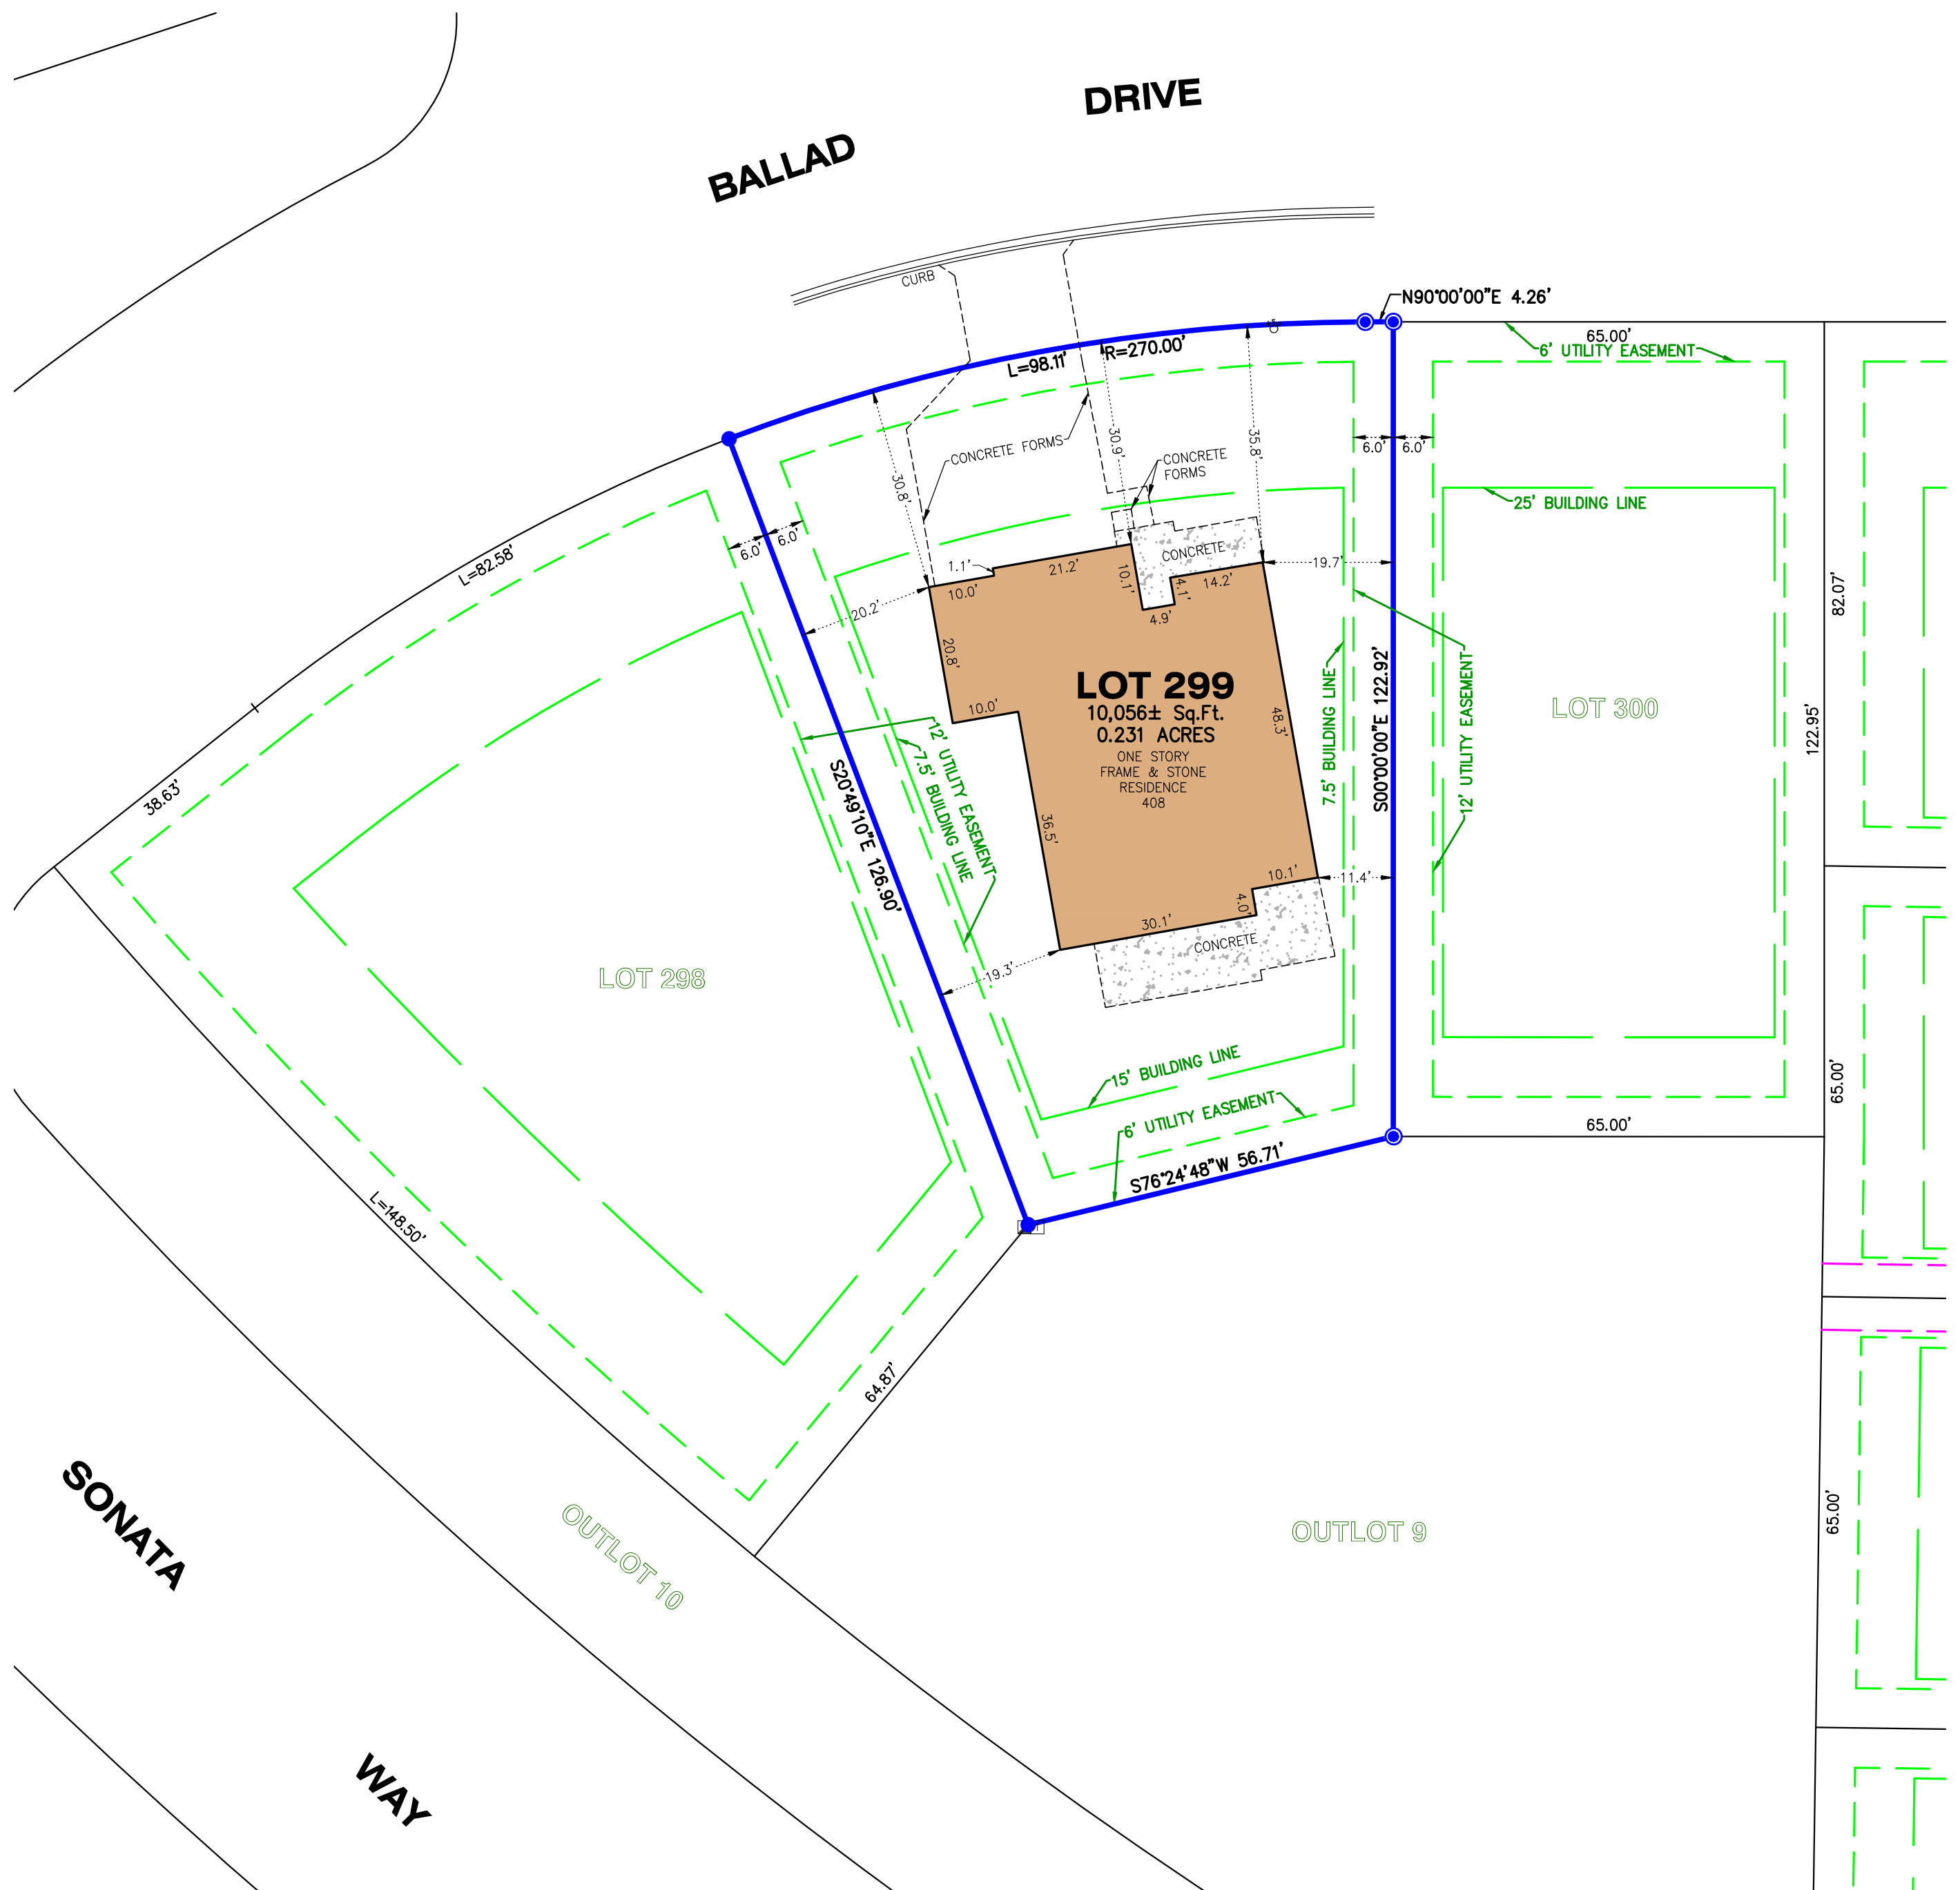 DRIVE
BALLAD
CURB
N90°00'00"E 4.26'
65.00'
6' UTILITY EASEMENT
R=270.00'
L=98.11'
CONCRETE FORMS
30.9'
35.8'
6.0'
6.0'
CONCRETE
FORMS
30.8'
25' BUILDING LINE
6.0'
6.0'
L=82.58'
CONCRETE
1.1'
21.2'
10.1'
4.1'
14.2'
19.7'
10.0'
20.2'
4.9'
82.07'
20.8'
LOT 299
10,056± Sq.Ft.
0.231 ACRES
ONE STORY
FRAME & STONE
RESIDENCE
408
10.0'
48.3'
7.5' BUILDING LINE
S00°00'00"E 122.92'
12' UTILITY EASEMENT
LOT 300
122.95'
38.63'
12' UTILITY EASEMENT
7.5' BUILDING LINE
S20°49'10"E 126.90'
36.5'
10.1'
11.4'
4.0'
30.1'
CONCRETE
19.3'
LOT 298
15' BUILDING LINE
6' UTILITY EASEMENT
65.00'
65.00'
S76°24'48"W 56.71'
L=148.50'
64.87'
SONATA
OUTLOT 10
OUTLOT 9
65.00'
WAY